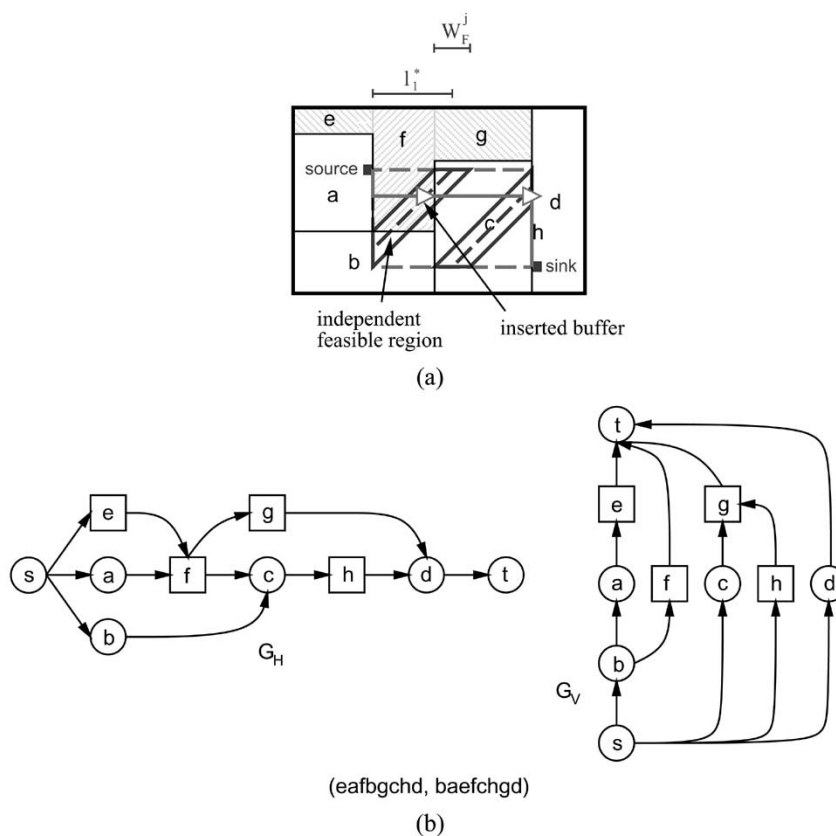 W_F^j
l_1^*
e
f
g
source
a
d
c
h
b
sink
independent
feasible region
inserted buffer
(a)
t
e
g
e
g
s
a
f
c
h
d
t
a
f
c
h
d
b
G_H
b
G_V
s
(eafbgchd, baefchgd)
(b)